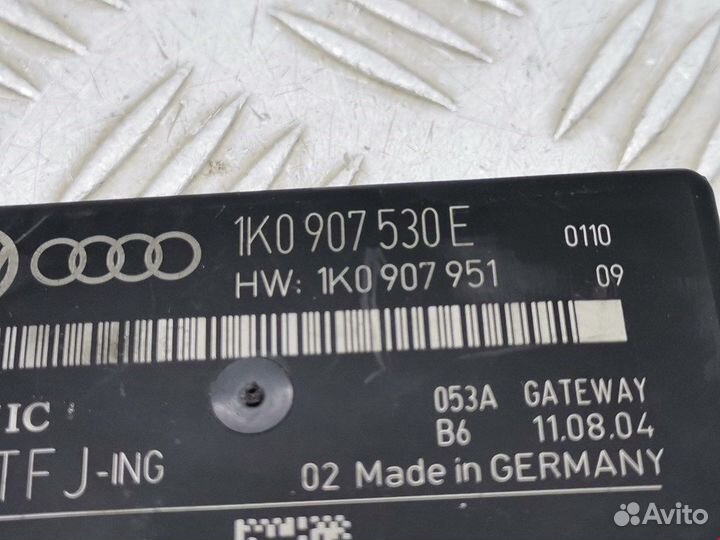 1K0 907 530 E 0110
HW: 1K0 907 951 09
IC
053A GATEWAY
B6 11.08.04
TFJ-ING
02 Made in GERMANY
Avito